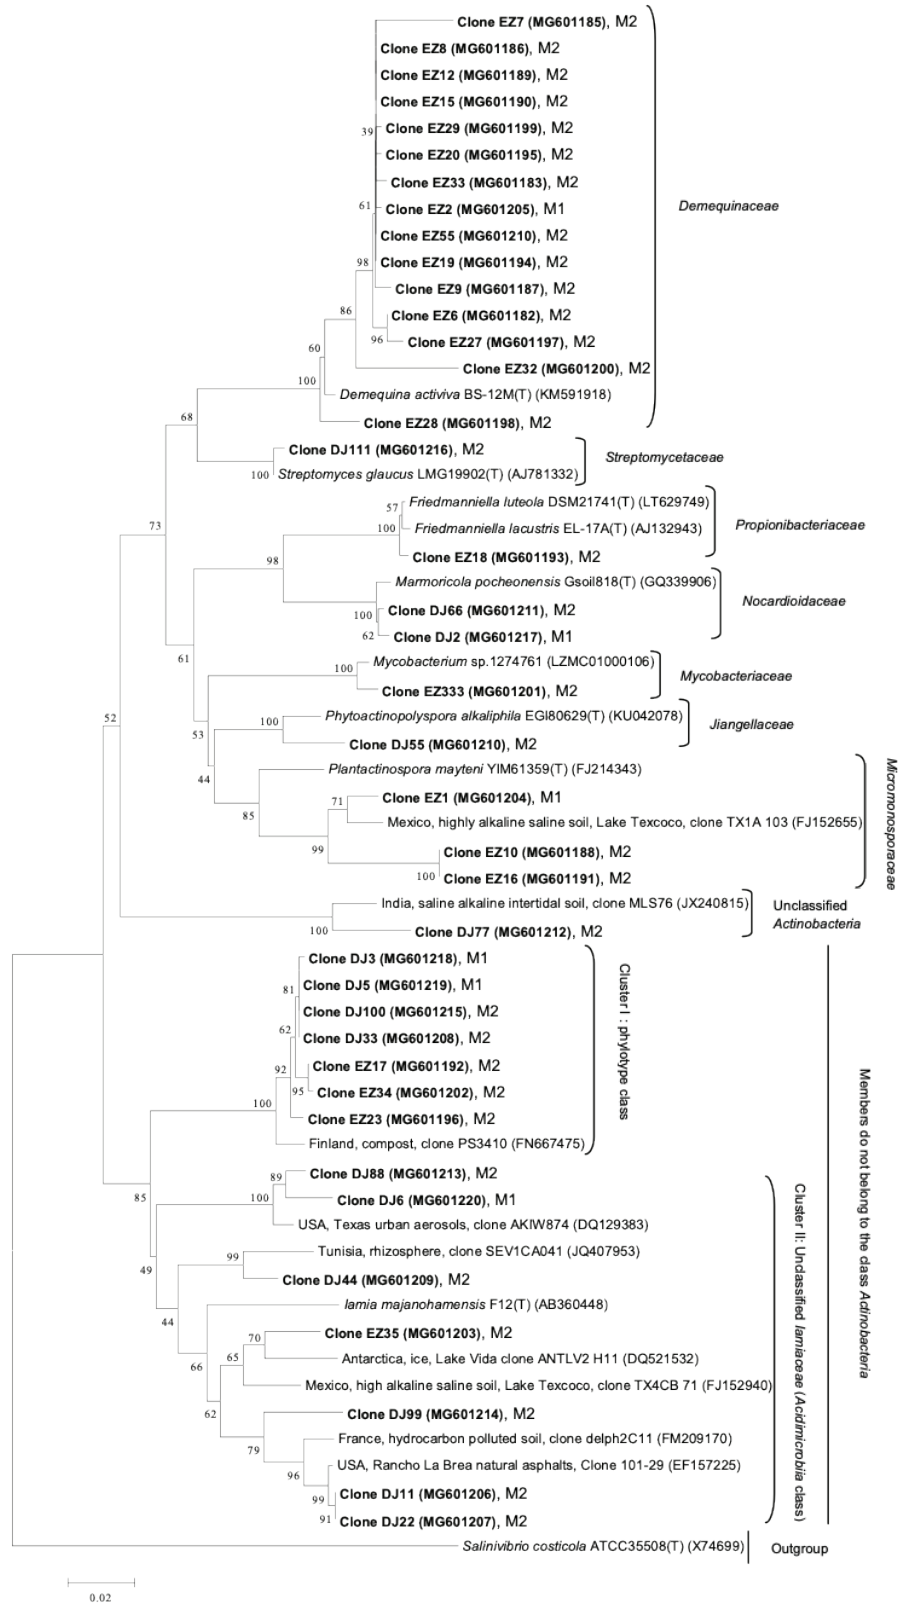 Clone EZ7 (MG601185), M2
Clone EZ8 (MG601186), M2
Clone EZ12 (MG601189), M2
Clone EZ15 (MG601190), M2
39
Clone EZ29 (MG601199), M2
Clone EZ20 (MG601195), M2
Clone EZ33 (MG601183), M2
61
Clone EZ2 (MG601205), M1
Demequinaceae
Clone EZ55 (MG601210), M2
98
Clone EZ19 (MG601194), M2
Clone EZ9 (MG601187), M2
86
Clone EZ6 (MG601182), M2
96
Clone EZ27 (MG601197), M2
60
Clone EZ32 (MG601200), M2
100
Demequina activiva BS-12M(T) (KM591918)
68
Clone EZ28 (MG601198), M2
Clone DJ111 (MG601216), M2
Streptomycetaceae
100
Streptomyces glaucus LMG19902(T) (AJ781332)
57
Friedmanniella luteola DSM21741(T) (LT629749)
73
100
Friedmanniella lacustris EL-17A(T) (AJ132943)
Propionibacteriaceae
98
Clone EZ18 (MG601193), M2
Marmoricola pocheonensis Gsoil818(T) (GQ339906)
100
Clone DJ66 (MG601211), M2
Nocardioidaceae
62
Clone DJ2 (MG601217), M1
61
100
Mycobacterium sp.1274761 (LZMC01000106)
Mycobacteriaceae
Clone EZ333 (MG601201), M2
52
100
Phytoactinopolyspora alkaliphila EGI80629(T) (KU042078)
Jiangellaceae
53
Clone DJ55 (MG601210), M2
44
Plantactinospora mayteni YIM61359(T) (FJ214343)
71
Clone EZ1 (MG601204), M1
85
Mexico, highly alkaline saline soil, Lake Texcoco, clone TX1A 103 (FJ152655)
Micromonosporaceae
99
Clone EZ10 (MG601188), M2
100
Clone EZ16 (MG601191), M2
India, saline alkaline intertidal soil, clone MLS76 (JX240815)
Unclassified
Actinobacteria
100
Clone DJ77 (MG601212), M2
Clone DJ3 (MG601218), M1
81
Clone DJ5 (MG601219), M1
Clone DJ100 (MG601215), M2
62
Clone DJ33 (MG601208), M2
Cluster I : phylotype class
92
Clone EZ17 (MG601192), M2
95
Clone EZ34 (MG601202), M2
100
Clone EZ23 (MG601196), M2
Finland, compost, clone PS3410 (FN667475)
Members do not belong to the class Actinobacteria
89
Clone DJ88 (MG601213), M2
85
100
Clone DJ6 (MG601220), M1
USA, Texas urban aerosols, clone AKIW874 (DQ129383)
99
Tunisia, rhizosphere, clone SEV1CA041 (JQ407953)
49
Clone DJ44 (MG601209), M2
44
Iamia majanohamensis F12(T) (AB360448)
70
Clone EZ35 (MG601203), M2
66
65
Antarctica, ice, Lake Vida clone ANTLV2 H11 (DQ521532)
Mexico, high alkaline saline soil, Lake Texcoco, clone TX4CB 71 (FJ152940)
Cluster II: Unclassified Iamiaceae (Acidimicrobiia class)
62
Clone DJ99 (MG601214), M2
79
France, hydrocarbon polluted soil, clone delph2C11 (FM209170)
96
USA, Rancho La Brea natural asphalts, Clone 101-29 (EF157225)
99
Clone DJ11 (MG601206), M2
91
Clone DJ22 (MG601207), M2
Salinivibrio costicola ATCC35508(T) (X74699)
Outgroup
0.02